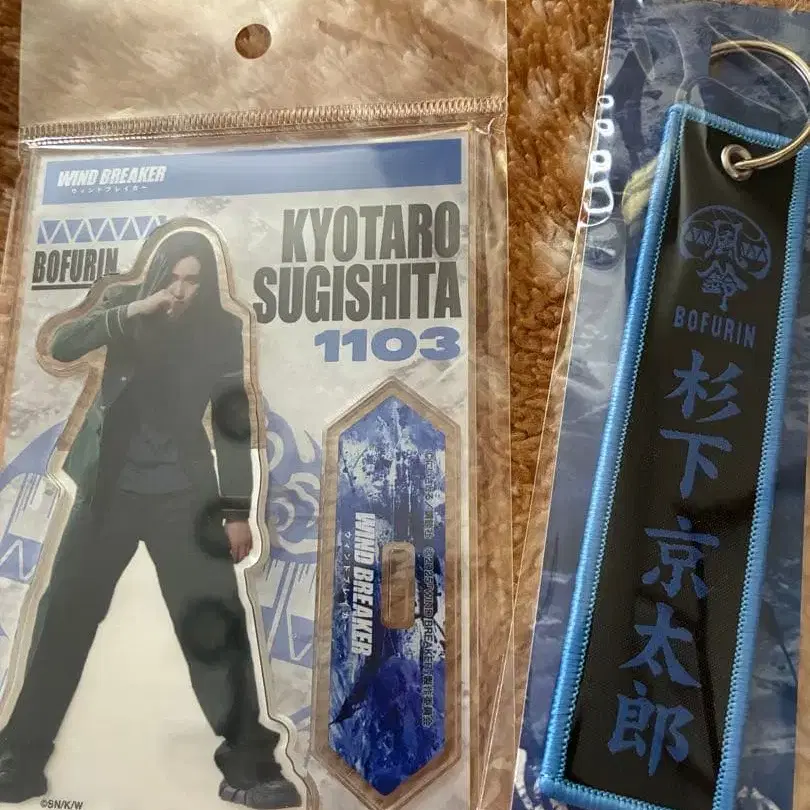 WIND BREAKER
ウィンドブレイカー
BOFURIN
KYOTARO
SUGISHITA
1103
WIND BREAKER
ウィンドブレイカー
©SN/K/W
風鈴
BOFURIN
杉下京太郎